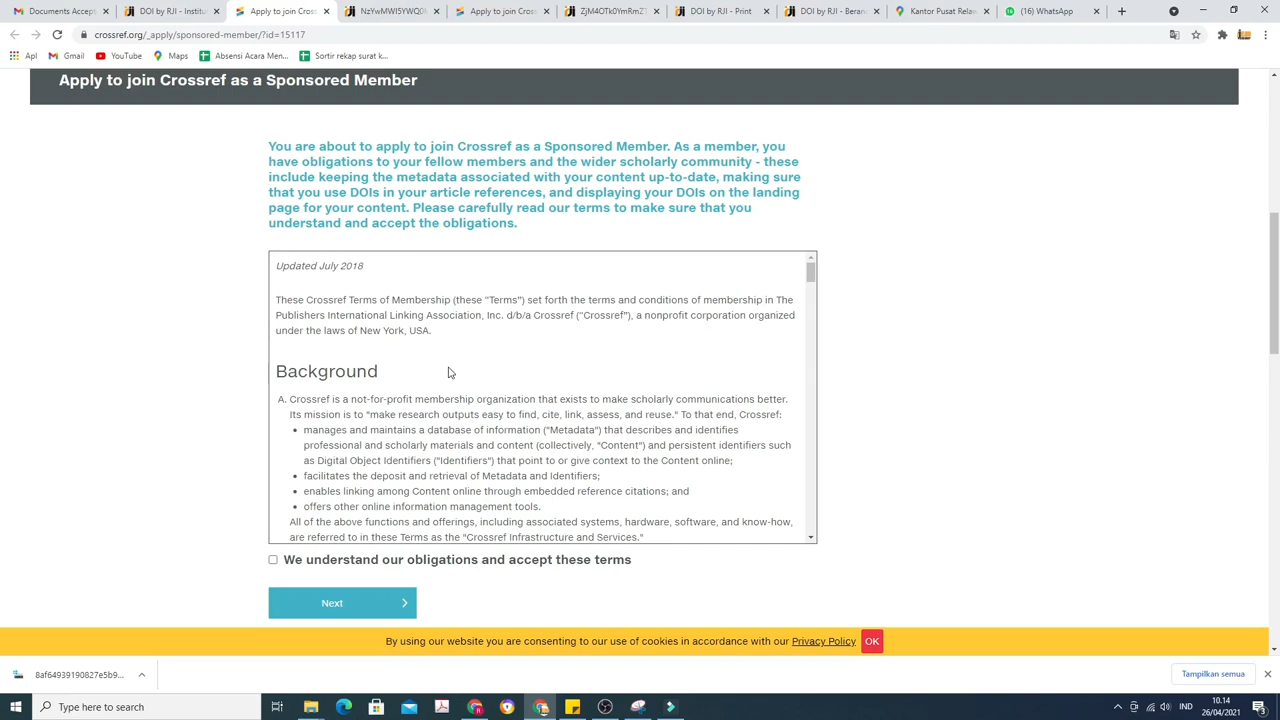 Documents Accept
DOI by RJI - Institu
Apply to join Cross
NzYwMWI5YWQ0M
Apply to join Cross
ZjM4OTk0YmRmZT
DOI by RJI - Print
DOI by RJI - Beran
Kantor Pusat Relaw
(16) WhatsApp
crossref.org/_apply/sponsored-member/?id=15117
Apl
Gmail
YouTube
Maps
Absensi Acara Men...
Sortir rekap surat k...
Apply to join Crossref as a Sponsored Member
You are about to apply to join Crossref as a Sponsored Member. As a member, you
have obligations to your fellow members and the wider scholarly community - these
include keeping the metadata associated with your content up-to-date, making sure
that you use DOIs in your article references, and displaying your DOIs on the landing
page for your content. Please carefully read our terms to make sure that you
understand and accept the obligations.
Updated July 2018
These Crossref Terms of Membership (these "Terms") set forth the terms and conditions of membership in The
Publishers International Linking Association, Inc. d/b/a Crossref ("Crossref"), a nonprofit corporation organized
under the laws of New York, USA.
Background
A. Crossref is a not-for-profit membership organization that exists to make scholarly communications better.
Its mission is to "make research outputs easy to find, cite, link, assess, and reuse." To that end, Crossref:
• manages and maintains a database of information ("Metadata") that describes and identifies
professional and scholarly materials and content (collectively, "Content") and persistent identifiers such
as Digital Object Identifiers ("Identifiers") that point to or give context to the Content online;
• facilitates the deposit and retrieval of Metadata and Identifiers;
• enables linking among Content online through embedded reference citations; and
• offers other online information management tools.
All of the above functions and offerings, including associated systems, hardware, software, and know-how,
are referred to in these Terms as the "Crossref Infrastructure and Services."
We understand our obligations and accept these terms
Next
By using our website you are consenting to our use of cookies in accordance with our Privacy Policy OK
8af64939190827e5b9...
Tampilkan semua
Type here to search
IND
10.14
26/04/2021